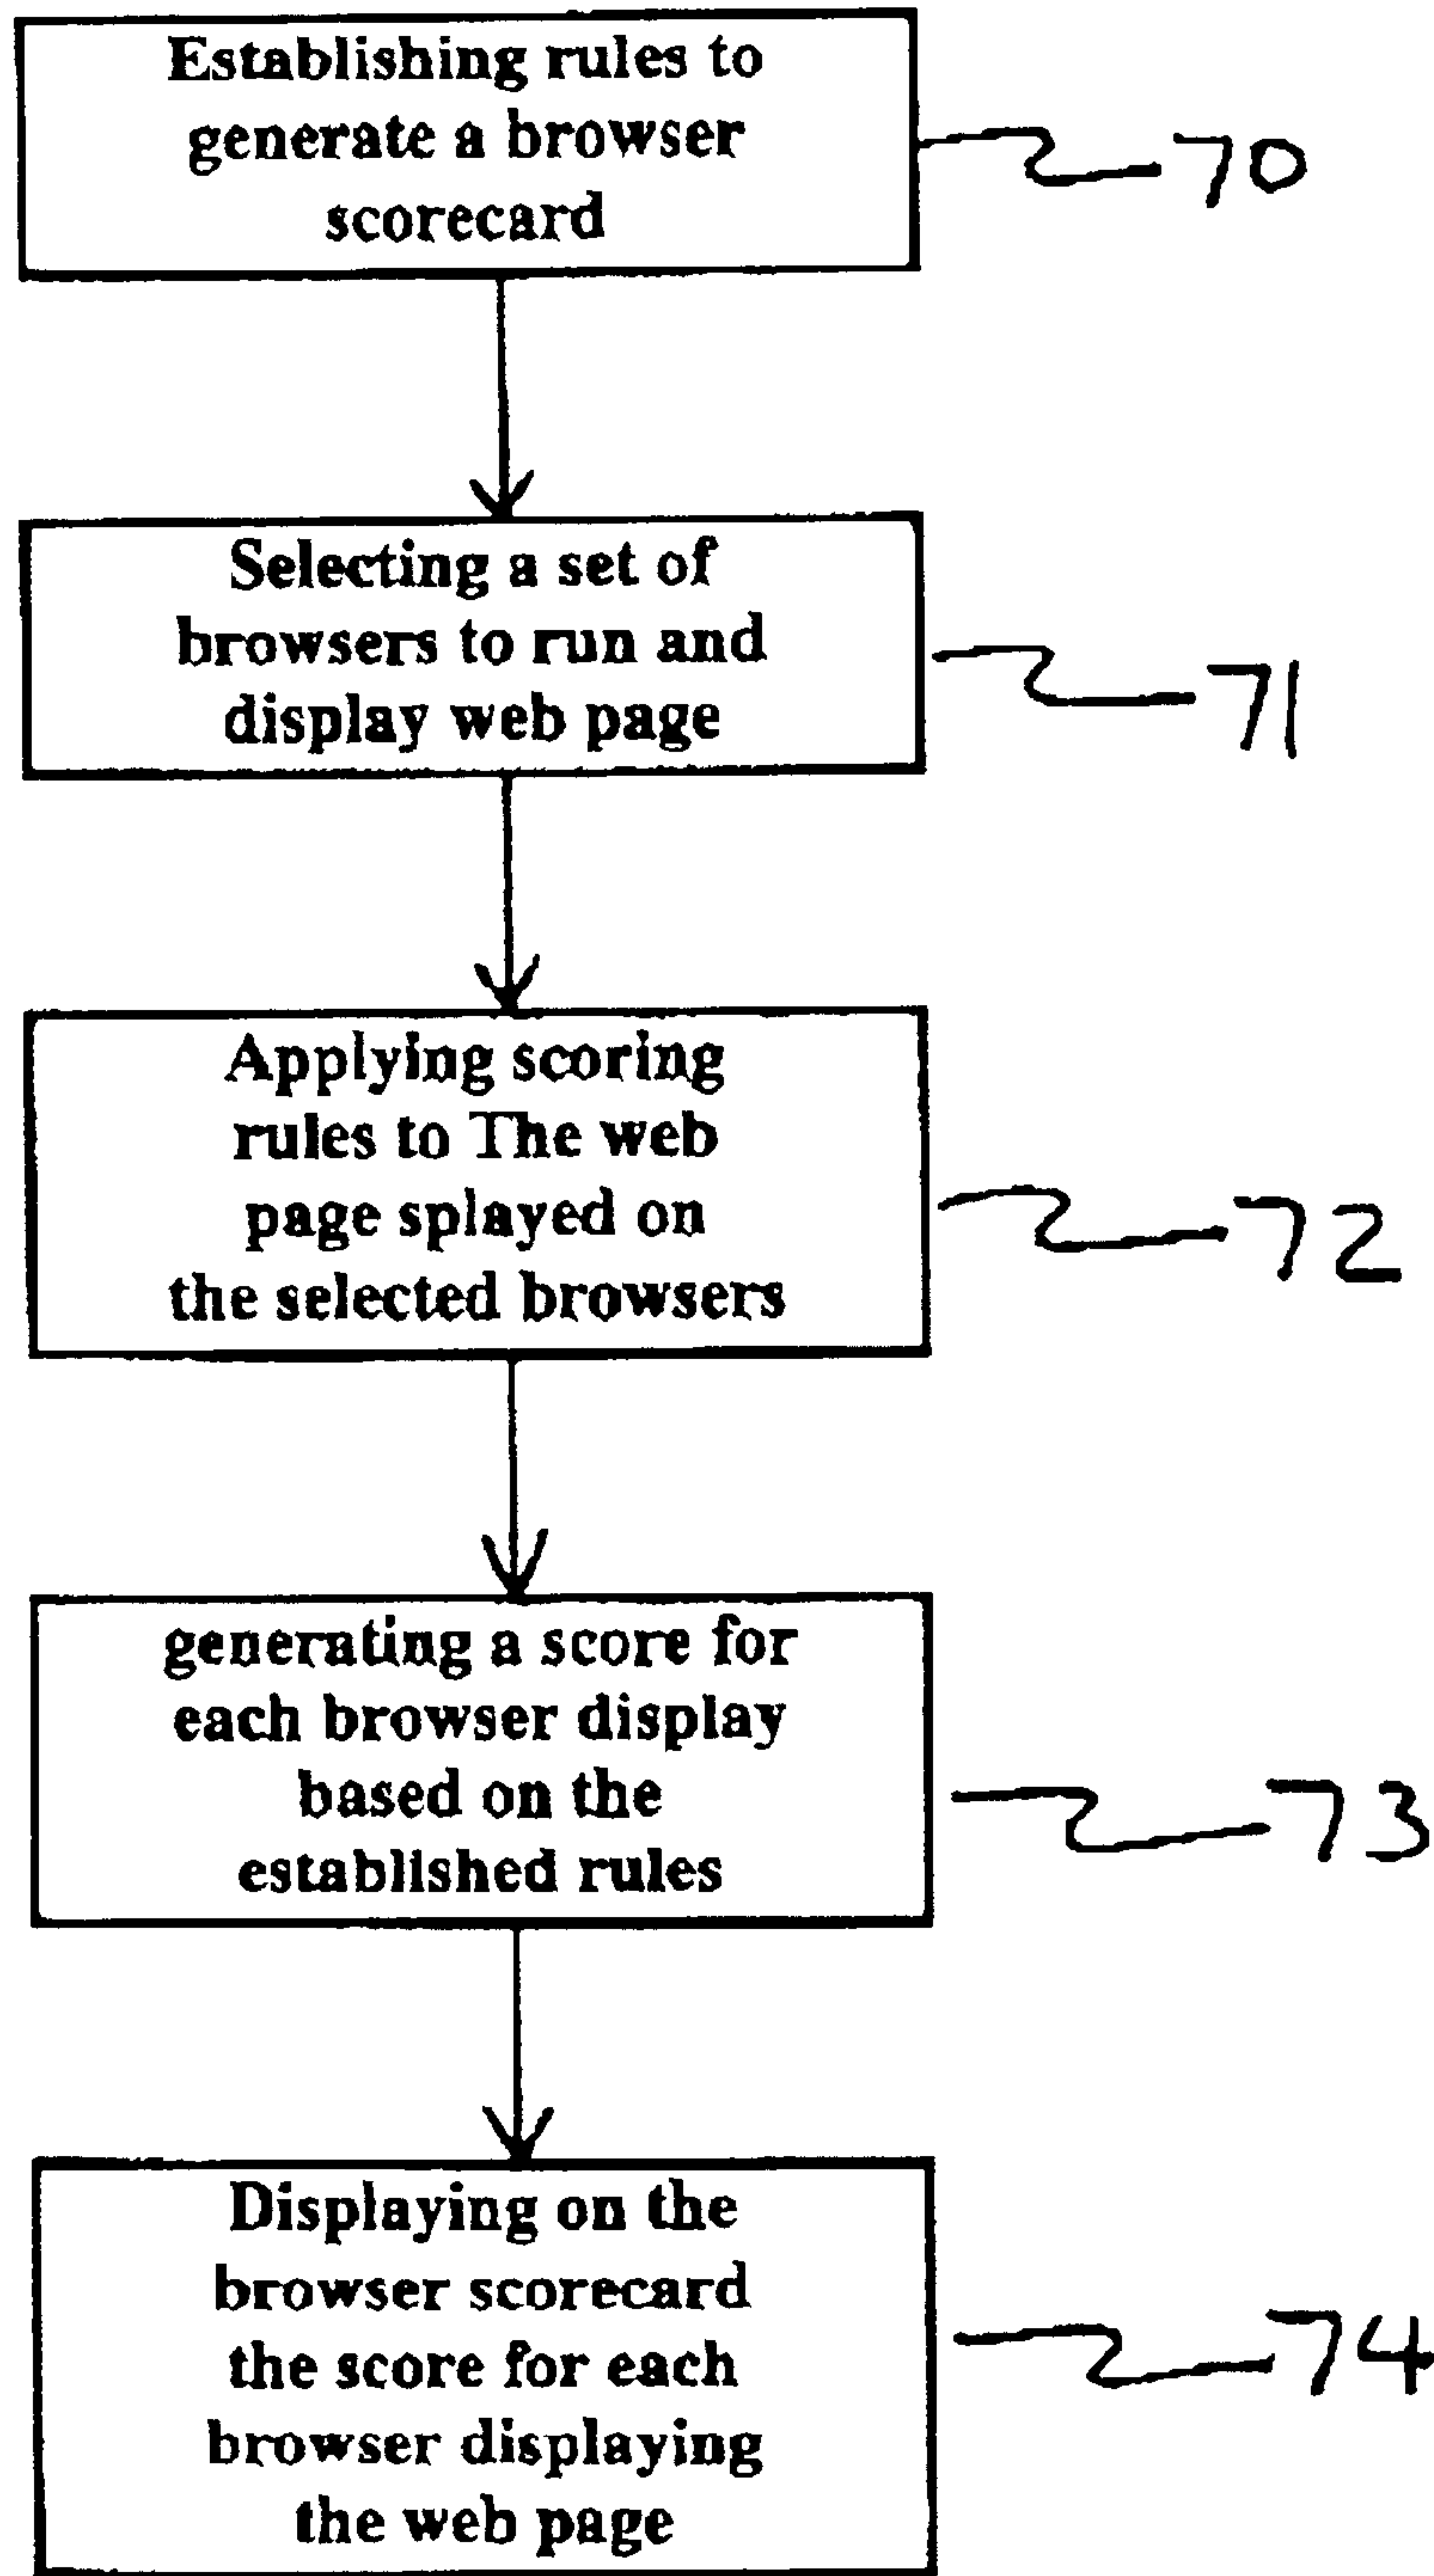 Establishing rules to
generate a browser
scorecard
70
Selecting a set of
browsers to run and
display web page
71
Applying scoring
rules to The web
page splayed on
the selected browsers
72
generating a score for
each browser display
based on the
established rules
73
Displaying on the
browser scorecard
the score for each
browser displaying
the web page
74